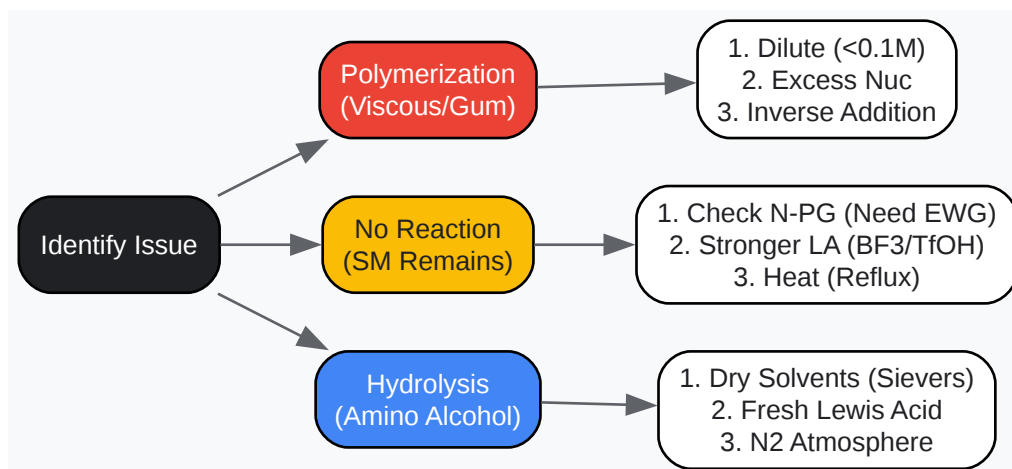 Identify Issue
Polymerization
(Viscous/Gum)
1. Dilute (<0.1M)
2. Excess Nuc
3. Inverse Addition
No Reaction
(SM Remains)
1. Check N-PG (Need EWG)
2. Stronger LA (BF3/TfOH)
3. Heat (Reflux)
Hydrolysis
(Amino Alcohol)
1. Dry Solvents (Sievers)
2. Fresh Lewis Acid
3. N2 Atmosphere